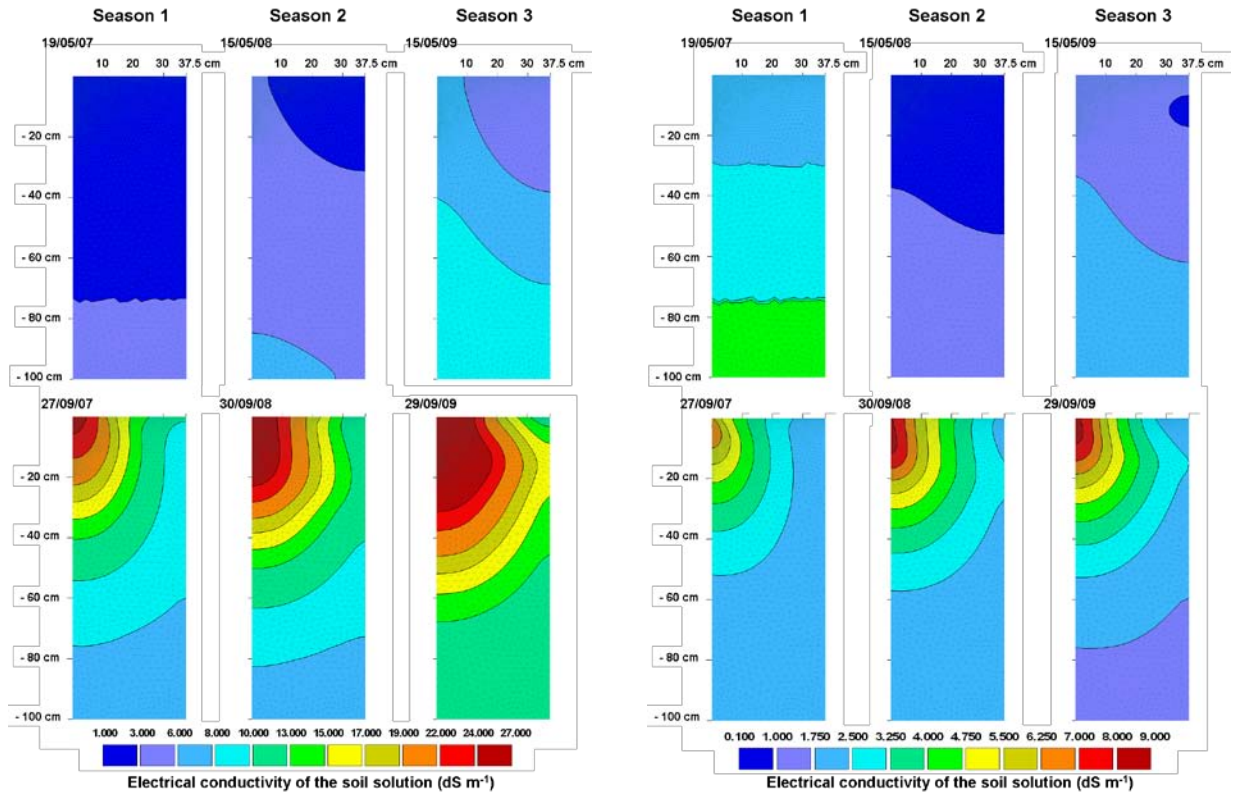 Season 1 Season 2 Season 3 Season 1 Season 2 Season 3
19/05/07 15/05/08 15/05/09 19/05/07 15/05/08 15/05/09
10 30 37.5 cm 10 20 30 37.5 cm 10 20 30 37.5 cm 10 20 30 37.5 cm 10 20 30 37.5 cm 10 20 30 37.5 cm
- 20 cm - 20 cm
- 40 cm - 40 cm
- 60 cm - 60 cm
- 80 cm - 80 cm
- 100 cm - 100 cm
27/09/07 30/09/08 29/09/09 27/09/07 30/09/08 29/09/09
- 20 cm - 20 cm
- 40 cm - 40 cm
- 60 cm - 60 cm
- 80 cm - 80 cm
- 100 cm - 100 cm
1.000 3.000 6.000 8.000 10.000 13.000 15.000 17.000 19.000 22.000 24.000 27.000 0.100 1.000 1.750 2.500 3.250 4.000 4.750 5.500 6.250 7.000 8.000 9.000
Electrical conductivity of the soil solution (dS m⁻¹) Electrical conductivity of the soil solution (dS m⁻¹)